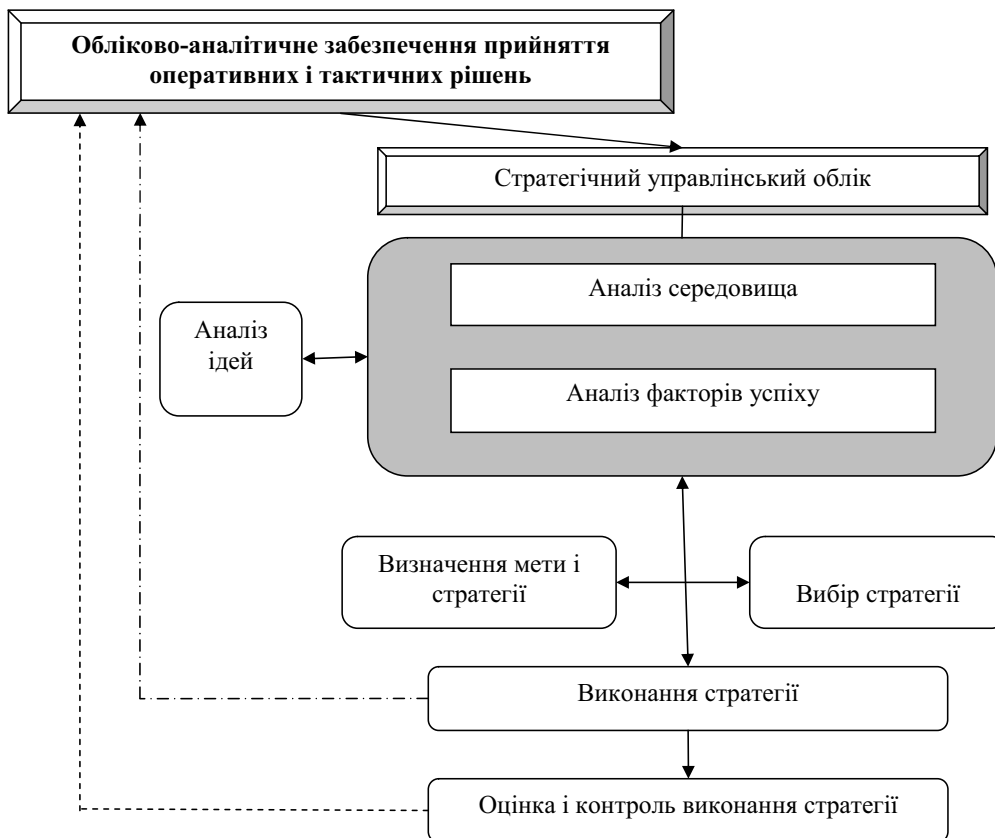 Обліково-аналітичне забезпечення прийняття
оперативних і тактичних рішень
Стратегічний управлінський облік
Аналіз середовища
Аналіз
ідей
Аналіз факторів успіху
Визначення мети і
стратегії
Вибір стратегії
Виконання стратегії
Оцінка і контроль виконання стратегії